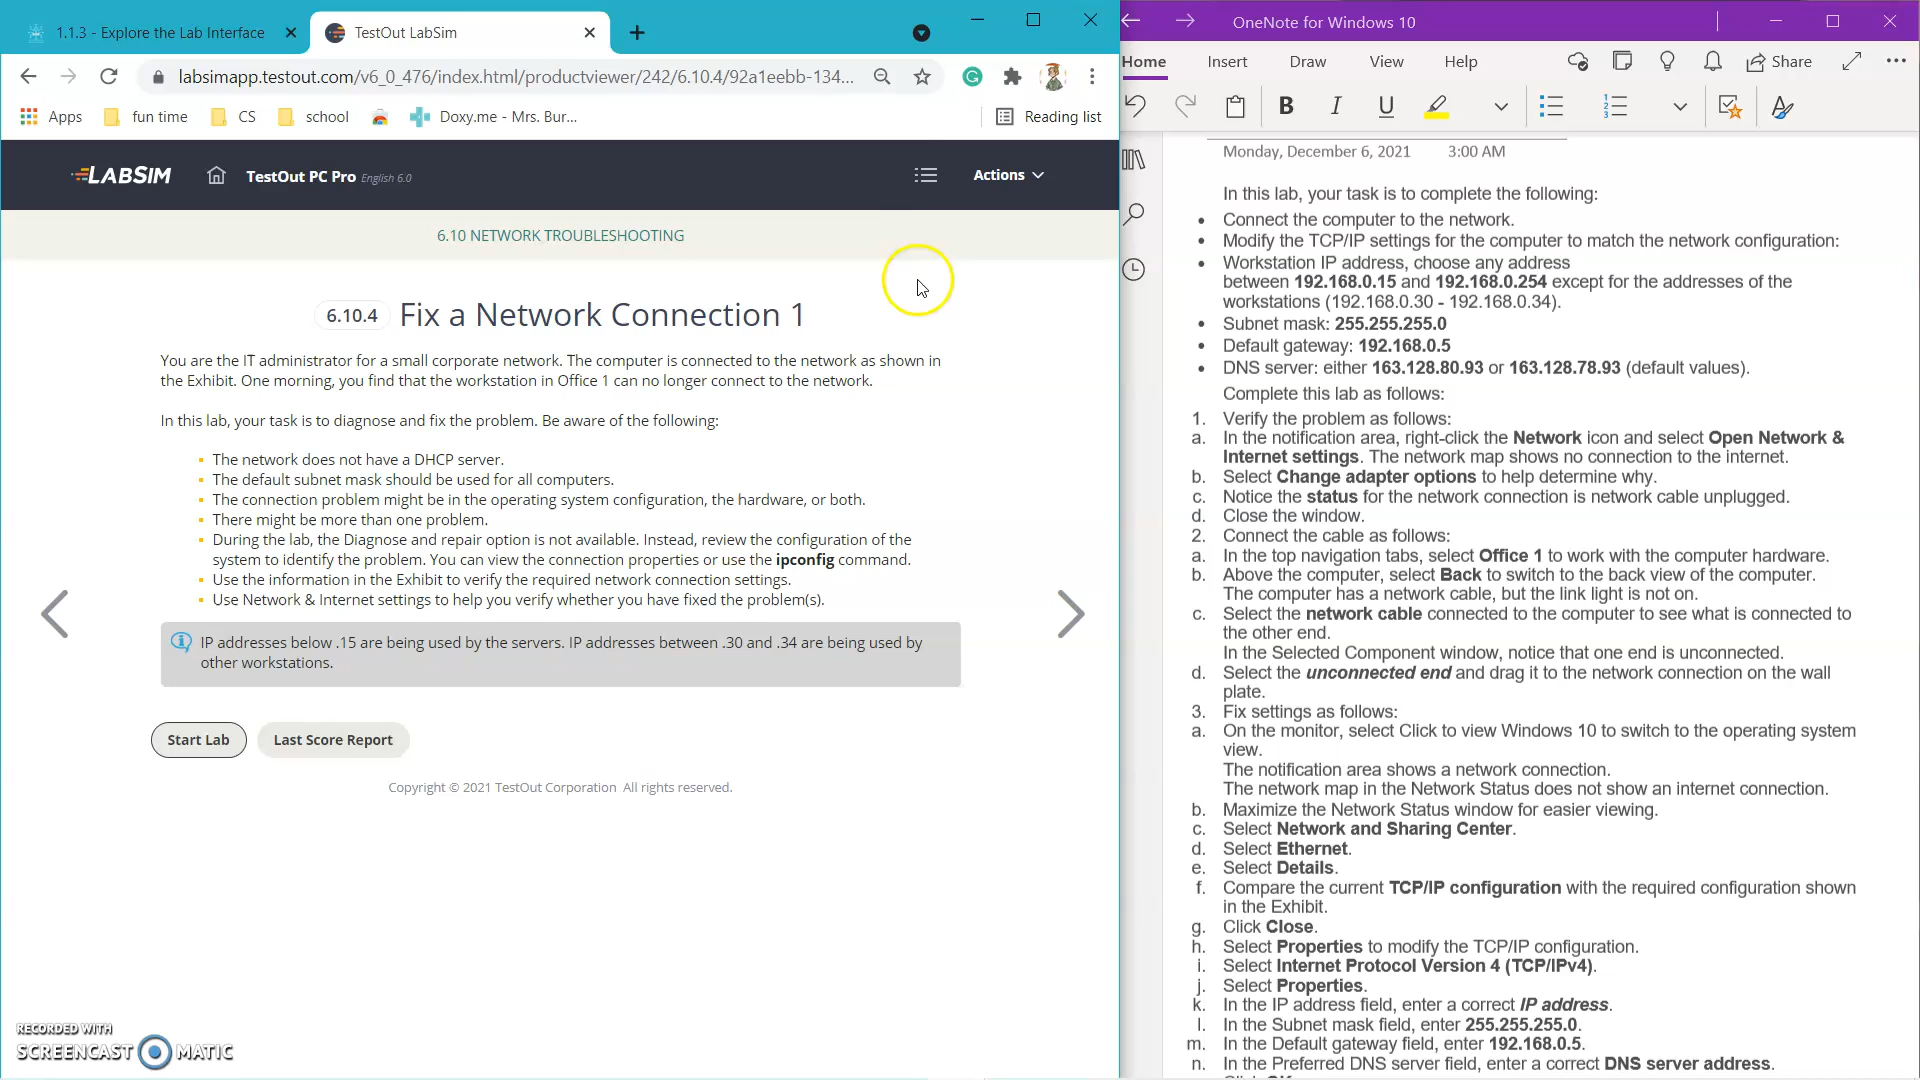 1.1.3 - Explore the Lab Interface
TestOut LabSim
labsimapp.testout.com/v6_0_476/index.html/productviewer/242/6.10.4/92a1eebb-134...
Apps
fun time
CS
school
Doxy.me - Mrs. Bur...
Reading list
LABSIM
TestOut PC Pro English 6.0
Actions
6.10 NETWORK TROUBLESHOOTING
6.10.4 Fix a Network Connection 1
You are the IT administrator for a small corporate network. The computer is connected to the network as shown in
the Exhibit. One morning, you find that the workstation in Office 1 can no longer connect to the network.
In this lab, your task is to diagnose and fix the problem. Be aware of the following:
The network does not have a DHCP server.
The default subnet mask should be used for all computers.
The connection problem might be in the operating system configuration, the hardware, or both.
There might be more than one problem.
During the lab, the Diagnose and repair option is not available. Instead, review the configuration of the
system to identify the problem. You can view the connection properties or use the ipconfig command.
Use the information in the Exhibit to verify the required network connection settings.
Use Network & Internet settings to help you verify whether you have fixed the problem(s).
IP addresses below .15 are being used by the servers. IP addresses between .30 and .34 are being used by
other workstations.
Start Lab
Last Score Report
Copyright © 2021 TestOut Corporation All rights reserved.
RECORDED WITH
SCREENCAST MATIC
OneNote for Windows 10
Home
Insert
Draw
View
Help
Share
B
I
U
Monday, December 6, 2021 3:00 AM
In this lab, your task is to complete the following:
• Connect the computer to the network.
• Modify the TCP/IP settings for the computer to match the network configuration:
• Workstation IP address, choose any address
between 192.168.0.15 and 192.168.0.254 except for the addresses of the
workstations (192.168.0.30 - 192.168.0.34).
• Subnet mask: 255.255.255.0
• Default gateway: 192.168.0.5
• DNS server: either 163.128.80.93 or 163.128.78.93 (default values).
Complete this lab as follows:
1. Verify the problem as follows:
a. In the notification area, right-click the Network icon and select Open Network &
Internet settings. The network map shows no connection to the internet.
b. Select Change adapter options to help determine why.
c. Notice the status for the network connection is network cable unplugged.
d. Close the window.
2. Connect the cable as follows:
a. In the top navigation tabs, select Office 1 to work with the computer hardware.
b. Above the computer, select Back to switch to the back view of the computer.
The computer has a network cable, but the link light is not on.
c. Select the network cable connected to the computer to see what is connected to
the other end.
In the Selected Component window, notice that one end is unconnected.
d. Select the unconnected end and drag it to the network connection on the wall
plate.
3. Fix settings as follows:
a. On the monitor, select Click to view Windows 10 to switch to the operating system
view.
The notification area shows a network connection.
The network map in the Network Status does not show an internet connection.
b. Maximize the Network Status window for easier viewing.
c. Select Network and Sharing Center.
d. Select Ethernet.
e. Select Details.
f. Compare the current TCP/IP configuration with the required configuration shown
in the Exhibit.
g. Click Close.
h. Select Properties to modify the TCP/IP configuration.
i. Select Internet Protocol Version 4 (TCP/IPv4).
j. Select Properties.
k. In the IP address field, enter a correct IP address.
l. In the Subnet mask field, enter 255.255.255.0.
m. In the Default gateway field, enter 192.168.0.5.
n. In the Preferred DNS server field, enter a correct DNS server address.